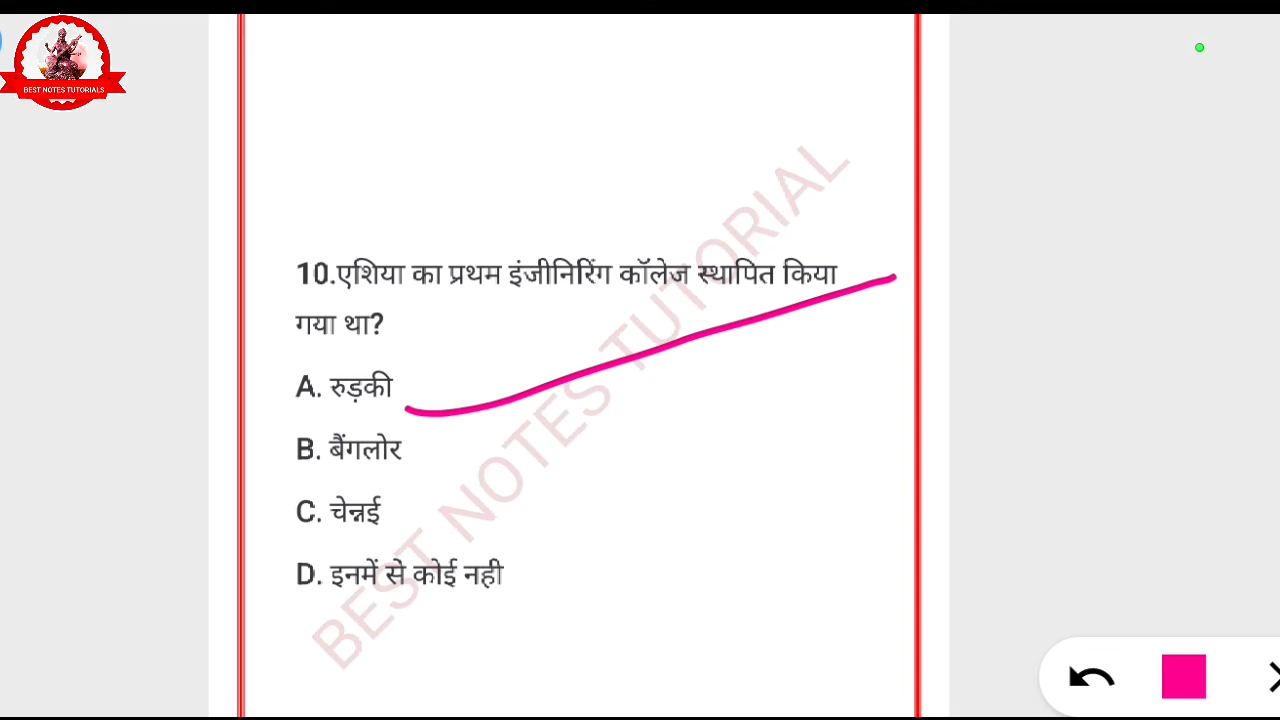 BEST NOTES TUTORIALS
10.एशिया का प्रथम इंजीनिरिंग कॉलेज स्थापित किया
गया था?
A. रुड़की
B. बैंगलोर
C. चेन्नई
D. इनमें से कोई नही
BEST NOTES TUTORIAL